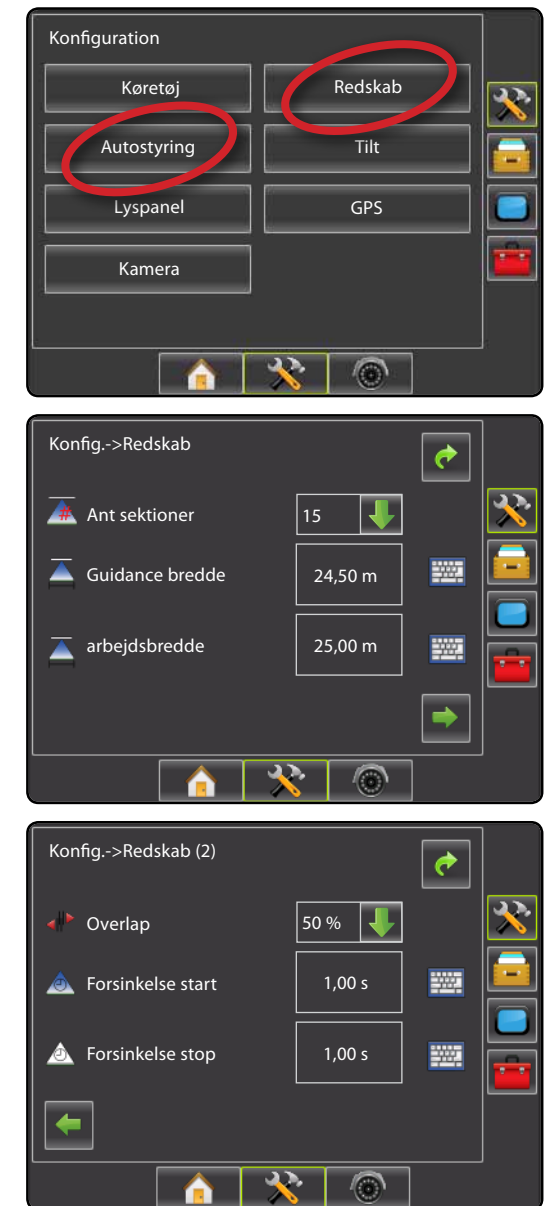 Konfiguration
Køretøj
Redskab
Autostyring
Tilt
Lyspanel
GPS
Kamera
Konfig.->Redskab
Ant sektioner
15
Guidance bredde
24,50 m
arbejdsbredde
25,00 m
Konfig.->Redskab (2)
Overlap
50 %
Forsinkelse start
1,00 s
Forsinkelse stop
1,00 s